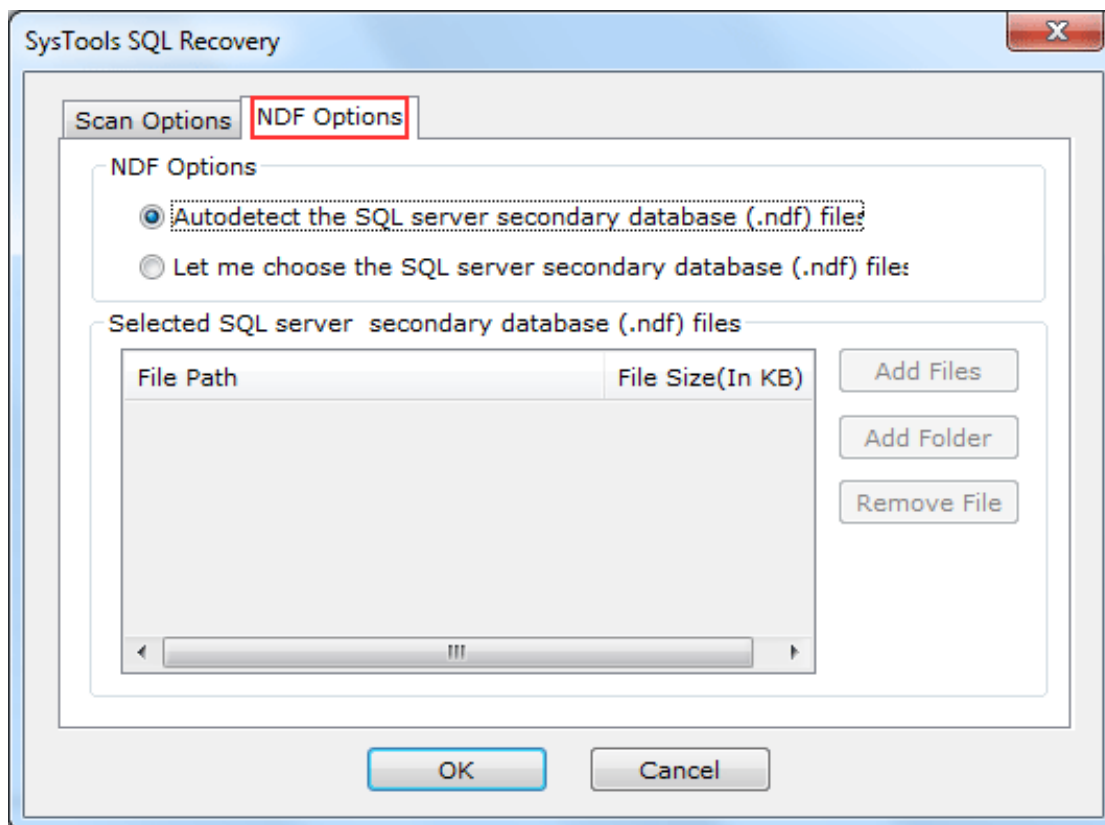 SysTools SQL Recovery
Scan Options NDF Options
NDF Options
Autodetect the SQL server secondary database (.ndf) files
Let me choose the SQL server secondary database (.ndf) files
Selected SQL server  secondary database (.ndf) files
File Path File Size(In KB)
Add Files
Add Folder
Remove File
OK Cancel